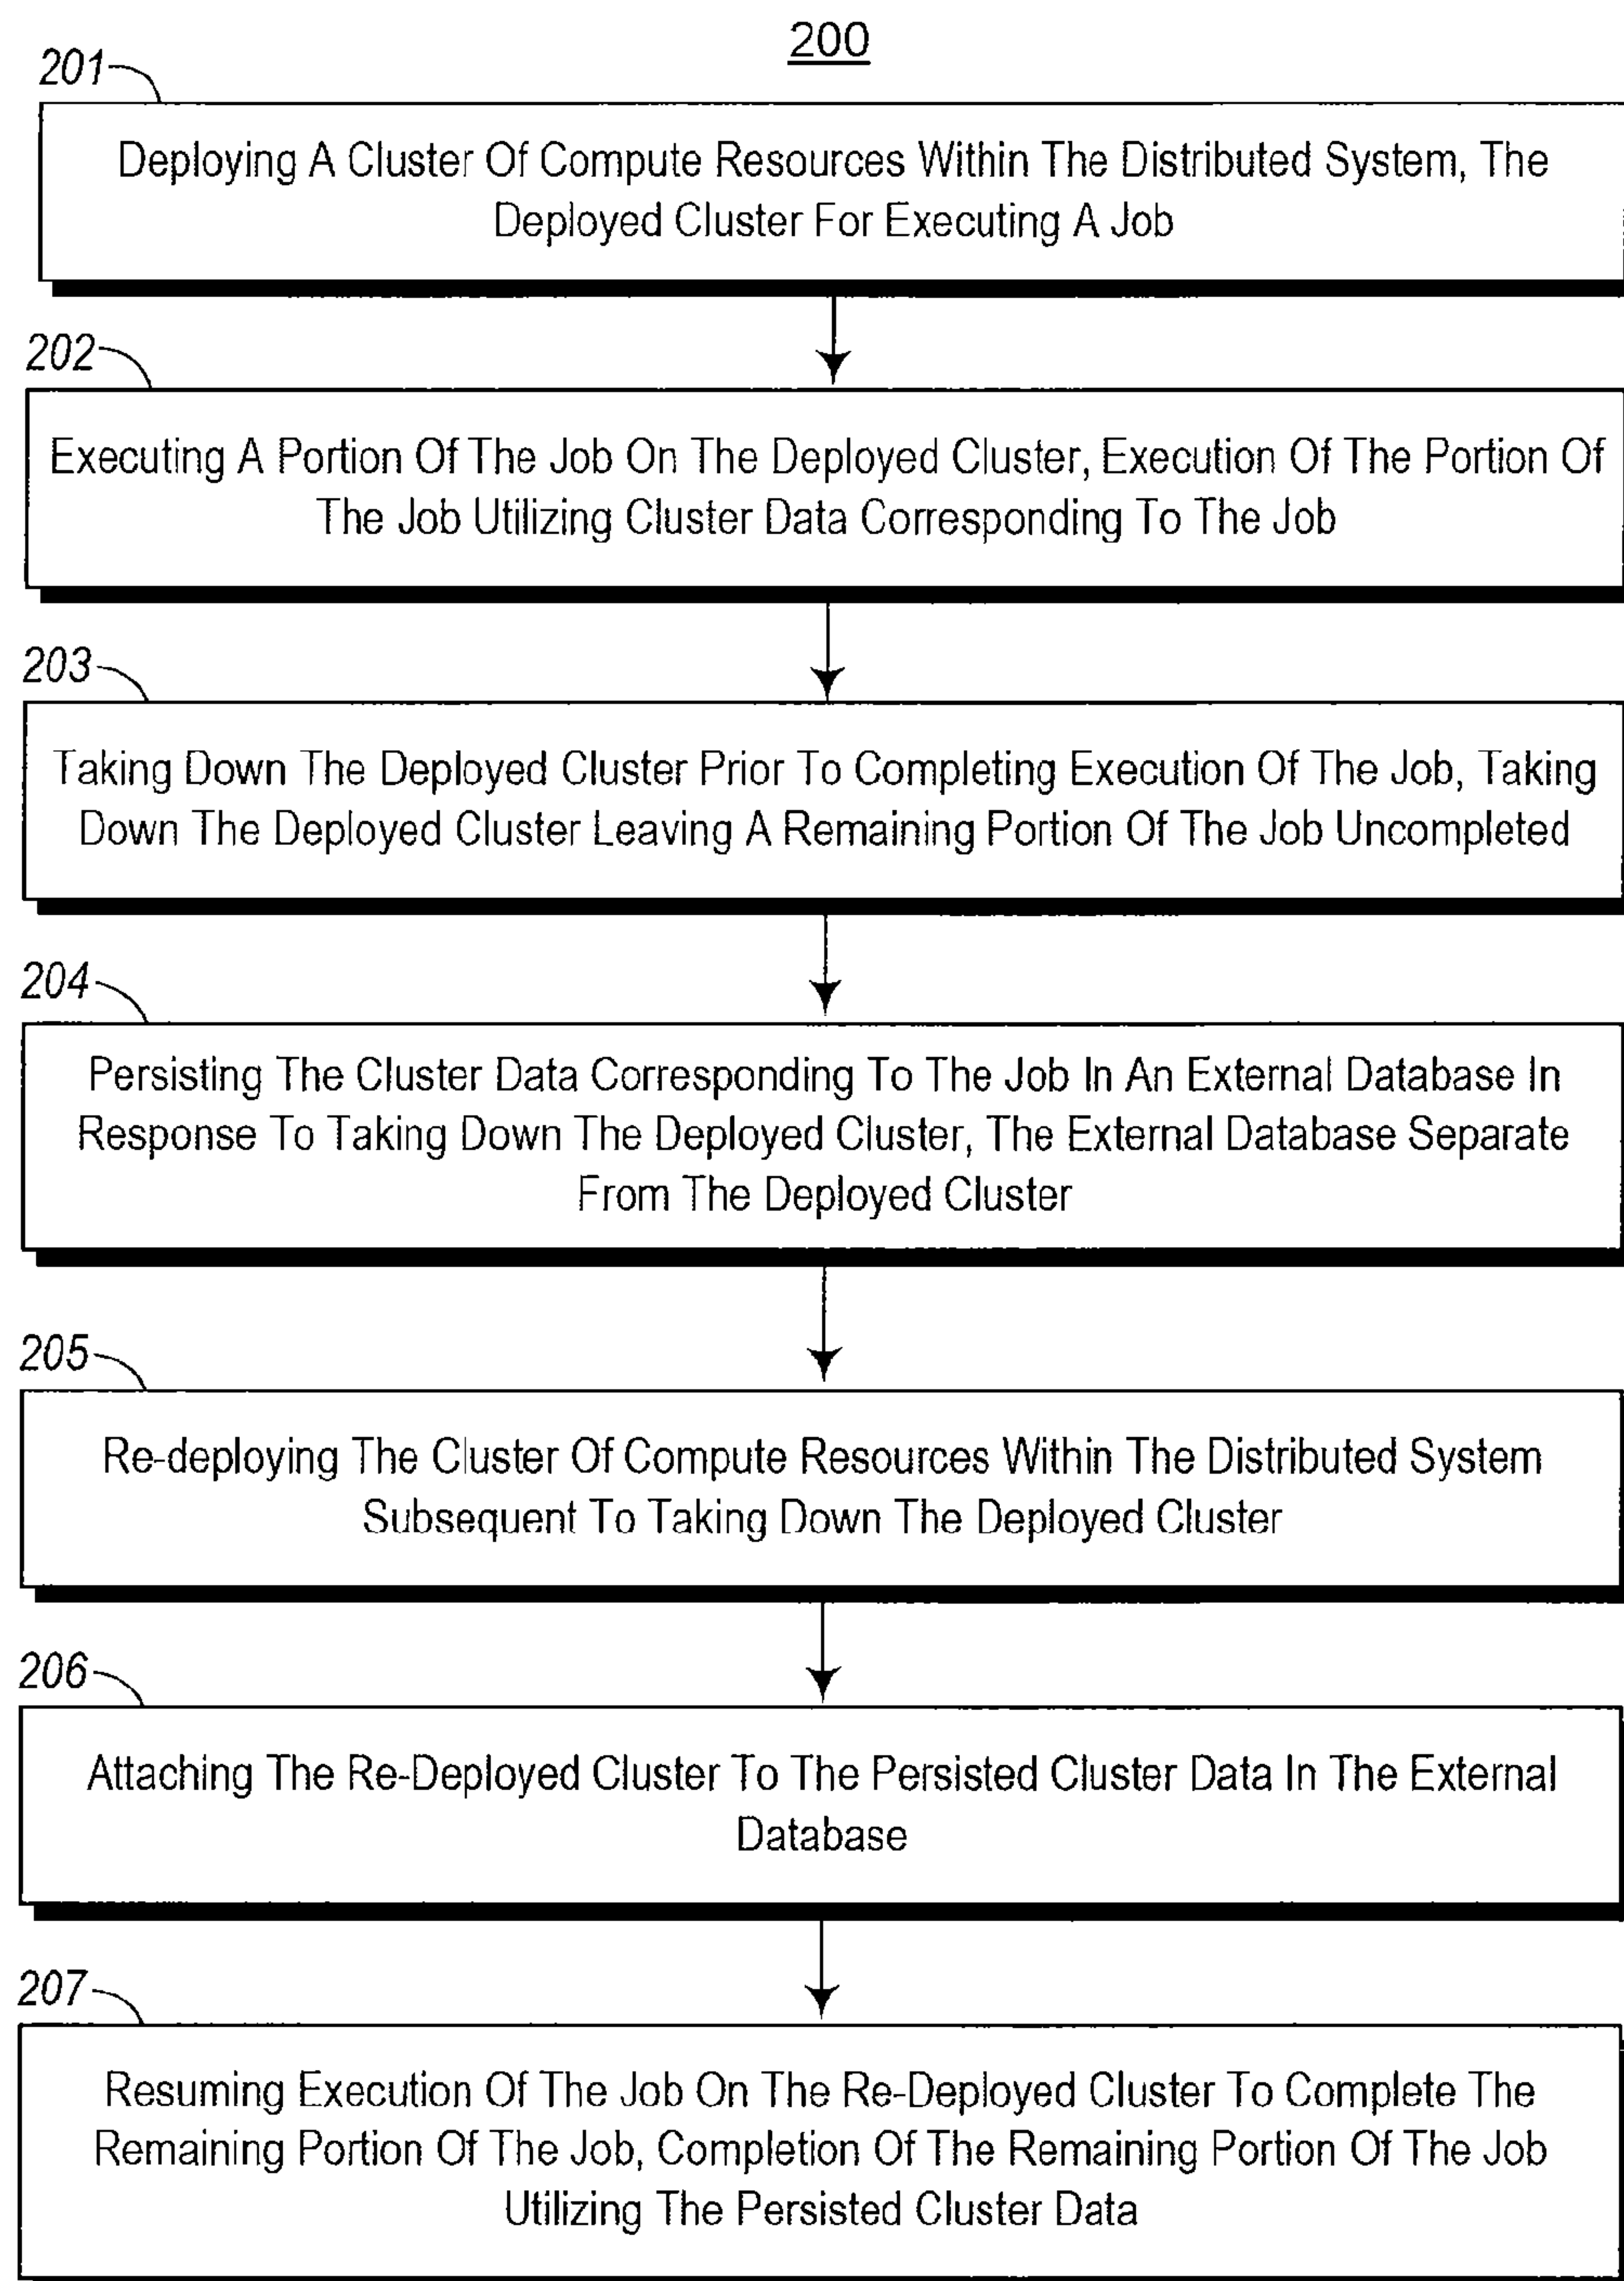 200
201
Deploying A Cluster Of Compute Resources Within The Distributed System, The
Deployed Cluster For Executing A Job
202
Executing A Portion Of The Job On The Deployed Cluster, Execution Of The Portion Of
The Job Utilizing Cluster Data Corresponding To The Job
203
Taking Down The Deployed Cluster Prior To Completing Execution Of The Job, Taking
Down The Deployed Cluster Leaving A Remaining Portion Of The Job Uncompleted
204
Persisting The Cluster Data Corresponding To The Job In An External Database In
Response To Taking Down The Deployed Cluster, The External Database Separate
From The Deployed Cluster
205
Re-deploying The Cluster Of Compute Resources Within The Distributed System
Subsequent To Taking Down The Deployed Cluster
206
Attaching The Re-Deployed Cluster To The Persisted Cluster Data In The External
Database
207
Resuming Execution Of The Job On The Re-Deployed Cluster To Complete The
Remaining Portion Of The Job, Completion Of The Remaining Portion Of The Job
Utilizing The Persisted Cluster Data